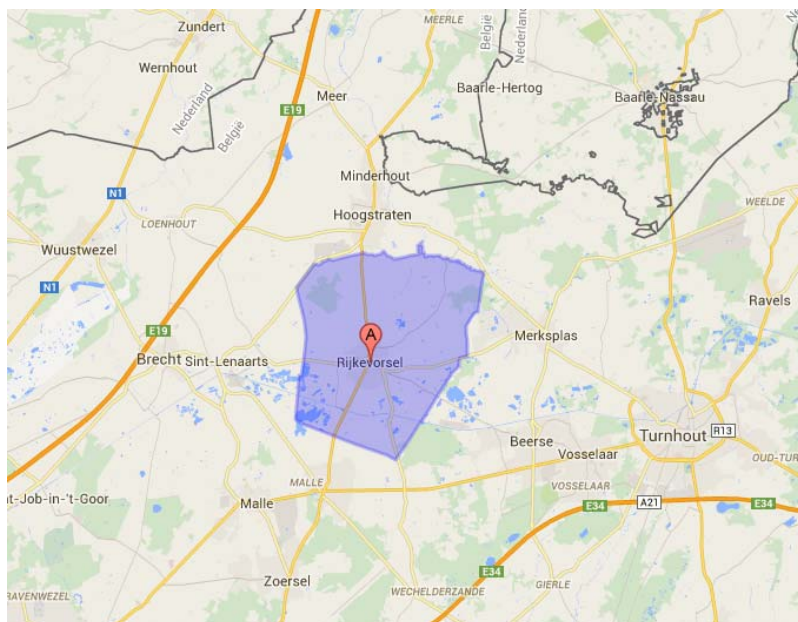 Zundert
MEERLE
België
Nederland
Wernhout
Baarle-Hertog
Meer
E19
Baarle-Nassau
Nederland
België
Minderhout
N1
WEELDE
LOENHOUT
Hoogstraten
Wuustwezel
N1
Ravels
E19
A
Merksplas
Brecht
Sint-Lenaarts
Rijkevorsel
R13
Turnhout
Beerse
Vosselaar
OUD-TUR
MALLE
VOSSELAAR
nt-Job-in-'t-Goor
Malle
E34
A21
E34
E34
Zoersel
GIERLE
RAVENWEZEL
WECHELDERZANDE